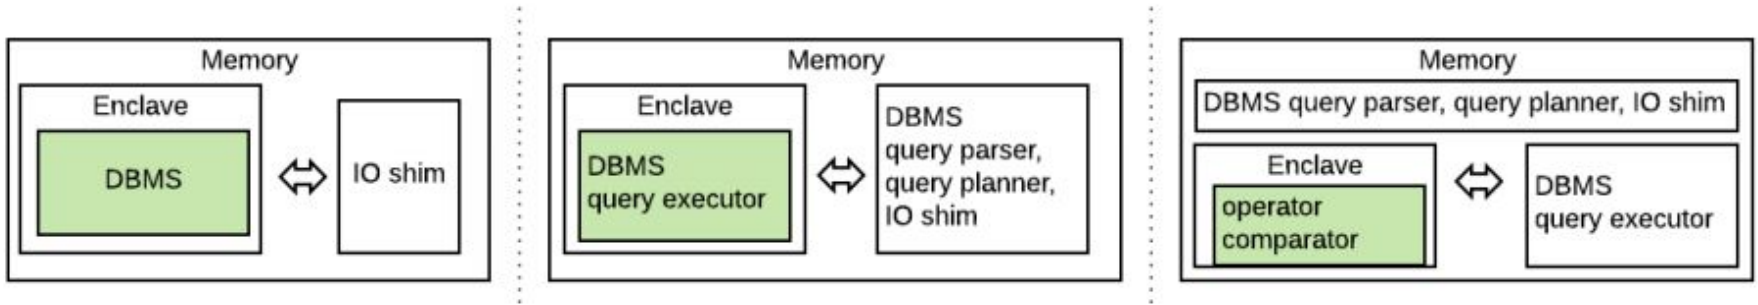 Memory
Enclave
DBMS
IO shim
Memory
Enclave
DBMS
query executor
DBMS
query parser,
query planner,
IO shim
Memory
DBMS query parser, query planner, IO shim
Enclave
operator
comparator
DBMS
query executor